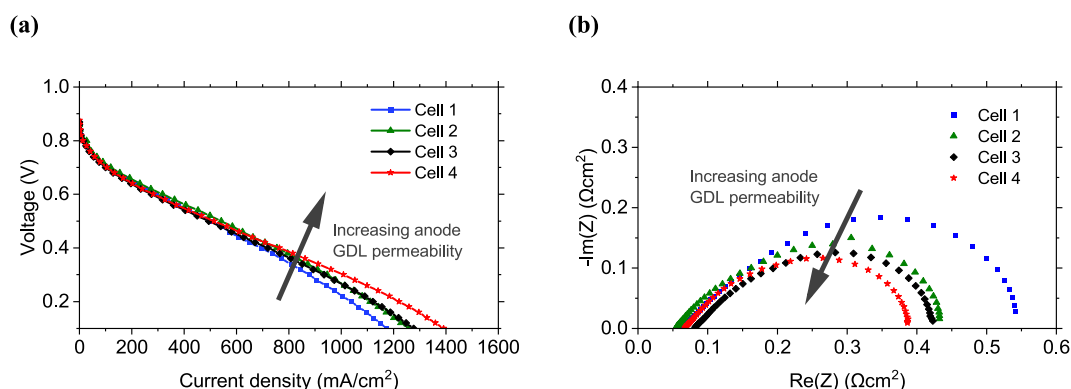 (a)
1.0
0.8
0.6
0.4
0.2
Voltage (V)
Cell 1
Cell 2
Cell 3
Cell 4
Increasing anode
GDL permeability
0 200 400 600 800 1000 1200 1400 1600
Current density (mA/cm²)
(b)
0.4
0.3
0.2
0.1
0.0
-Im(Z) (Ωcm²)
Cell 1
Cell 2
Cell 3
Cell 4
Increasing anode
GDL permeability
0.0 0.1 0.2 0.3 0.4 0.5 0.6
Re(Z) (Ωcm²)